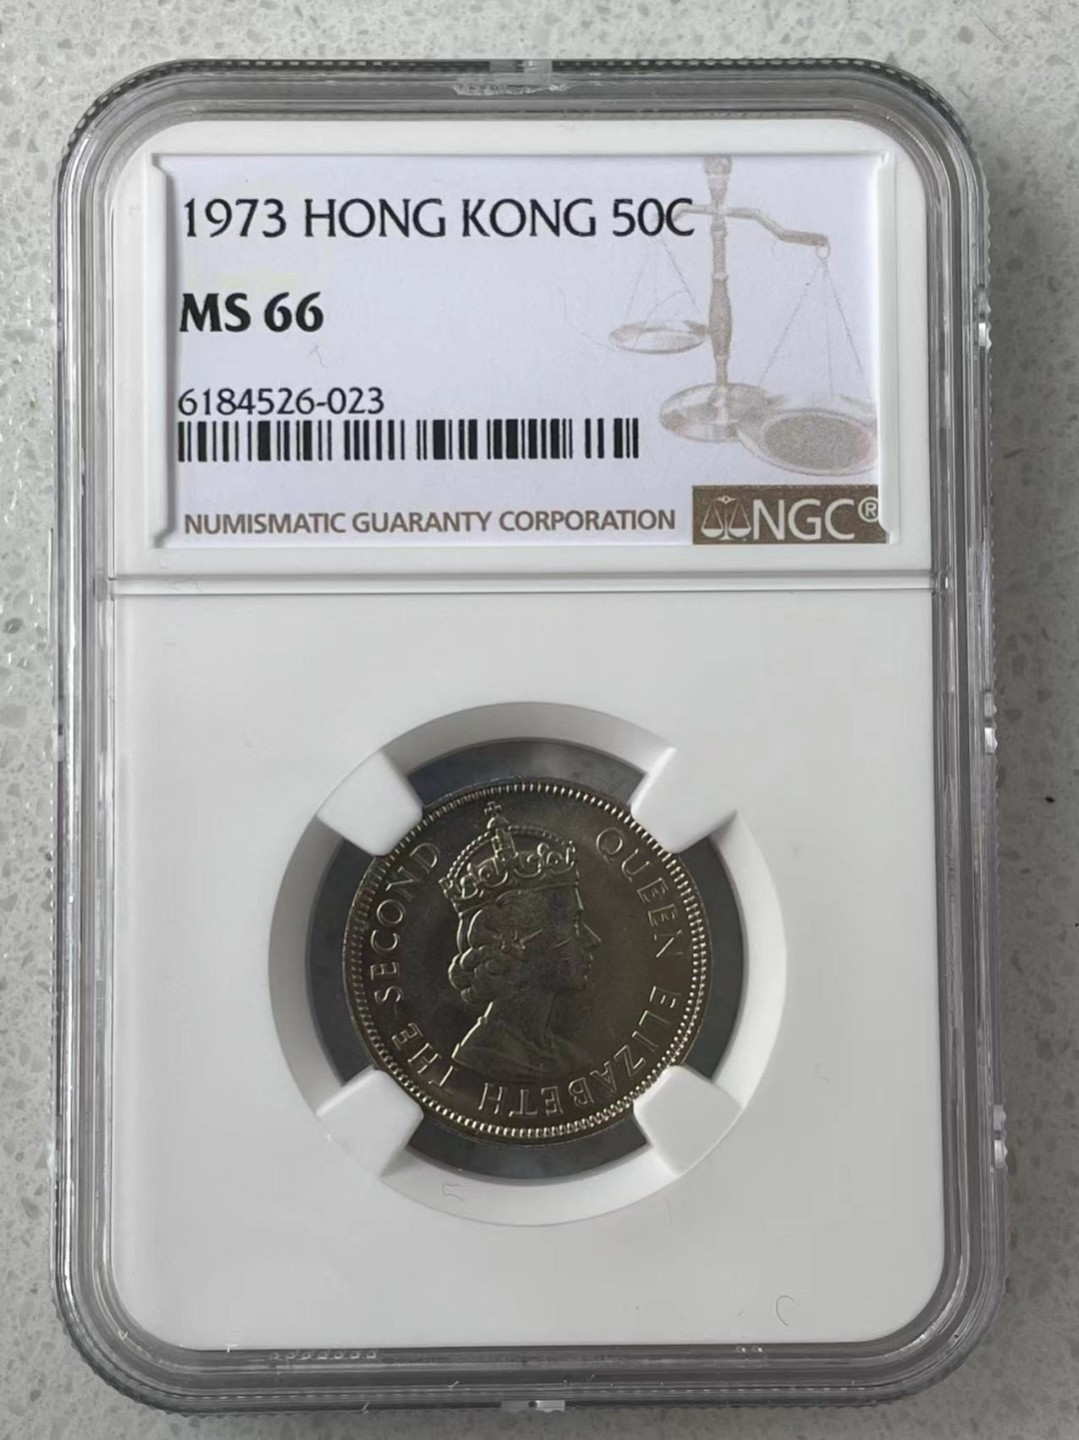 1973 HONG KONG 50C
MS 66
6184526-023
NUMISMATIC GUARANTY CORPORATION
NGC®
QUEEN ELIZABETH THE SECOND